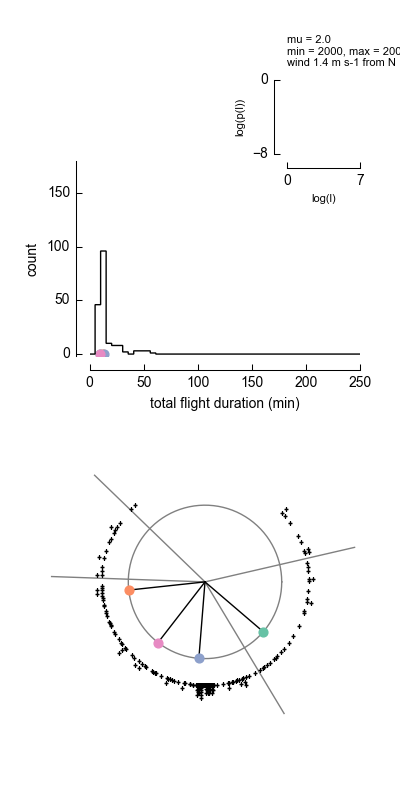 mu = 2.0
min = 2000, max = 200
wind 1.4 m s-1 from N
0
−8
log(p(l))
0 7
log(l)
150
100
50
0
count
0 50 100 150 200 250
total flight duration (min)